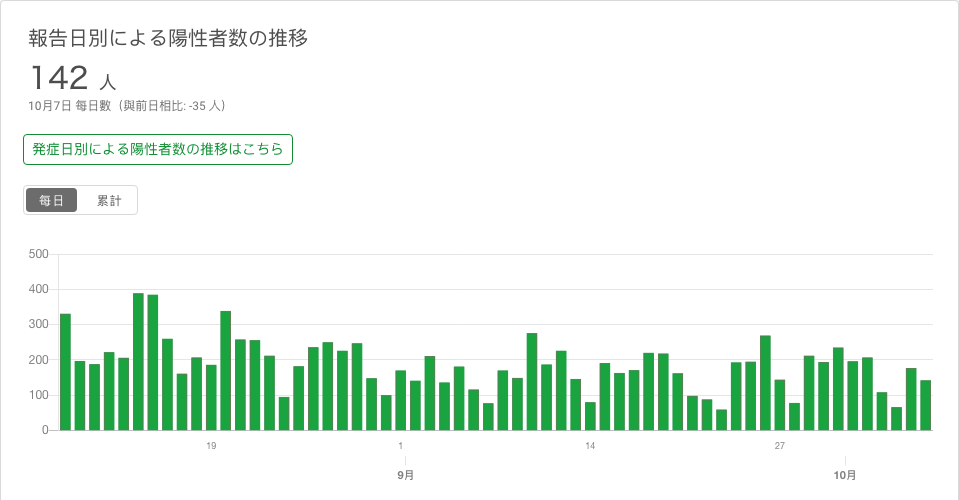 報告日別による陽性者数の推移
142 人
10月7日 每日數（與前日相比: -35 人）
発症日別による陽性者数の推移はこちら
每日 累計
500
400
300
200
100
0
19 1 14 27
9月 10月